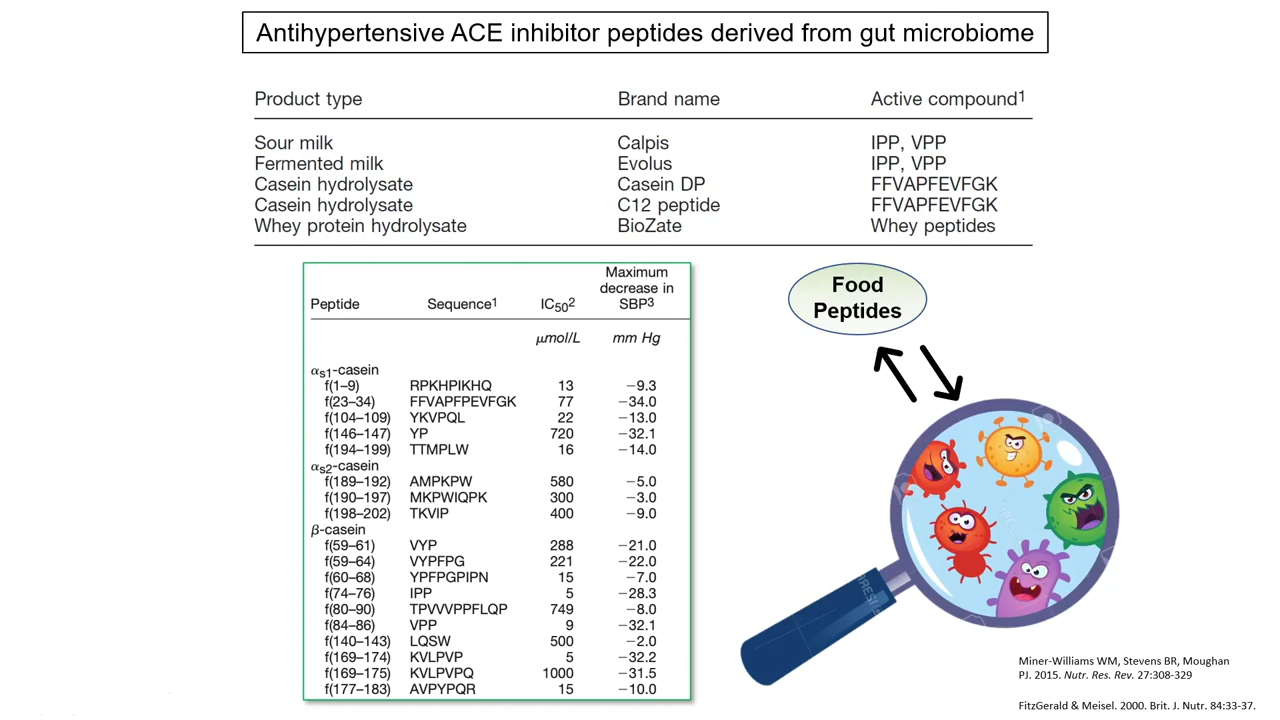 Antihypertensive ACE inhibitor peptides derived from gut microbiome
Product type Brand name Active compound1
Sour milk Calpis IPP, VPP
Fermented milk Evolus IPP, VPP
Casein hydrolysate Casein DP FFVAPFEVFGK
Casein hydrolysate C12 peptide FFVAPFEVFGK
Whey protein hydrolysate BioZate Whey peptides
Maximum
decrease in
Peptide Sequence1 IC502 SBP3
μmol/L mm Hg
αs1-casein
f(1–9) RPKHPIKHQ 13 −9.3
f(23–34) FFVAPFPEVFGK 77 −34.0
f(104–109) YKVPQL 22 −13.0
f(146–147) YP 720 −32.1
f(194–199) TTMPLW 16 −14.0
αs2-casein
f(189–192) AMPKPW 580 −5.0
f(190–197) MKPWIQPK 300 −3.0
f(198–202) TKVIP 400 −9.0
β-casein
f(59–61) VYP 288 −21.0
f(59–64) VYPFPG 221 −22.0
f(60–68) YPFPGPIPN 15 −7.0
f(74–76) IPP 5 −28.3
f(80–90) TPVVVPPFLQP 749 −8.0
f(84–86) VPP 9 −32.1
f(140–143) LQSW 500 −2.0
f(169–174) KVLPVP 5 −32.2
f(169–175) KVLPVPQ 1000 −31.5
f(177–183) AVPYPQR 15 −10.0
Food
Peptides
Miner-Williams WM, Stevens BR, Moughan
PJ. 2015. Nutr. Res. Rev. 27:308-329
FitzGerald & Meisel. 2000. Brit. J. Nutr. 84:33-37.